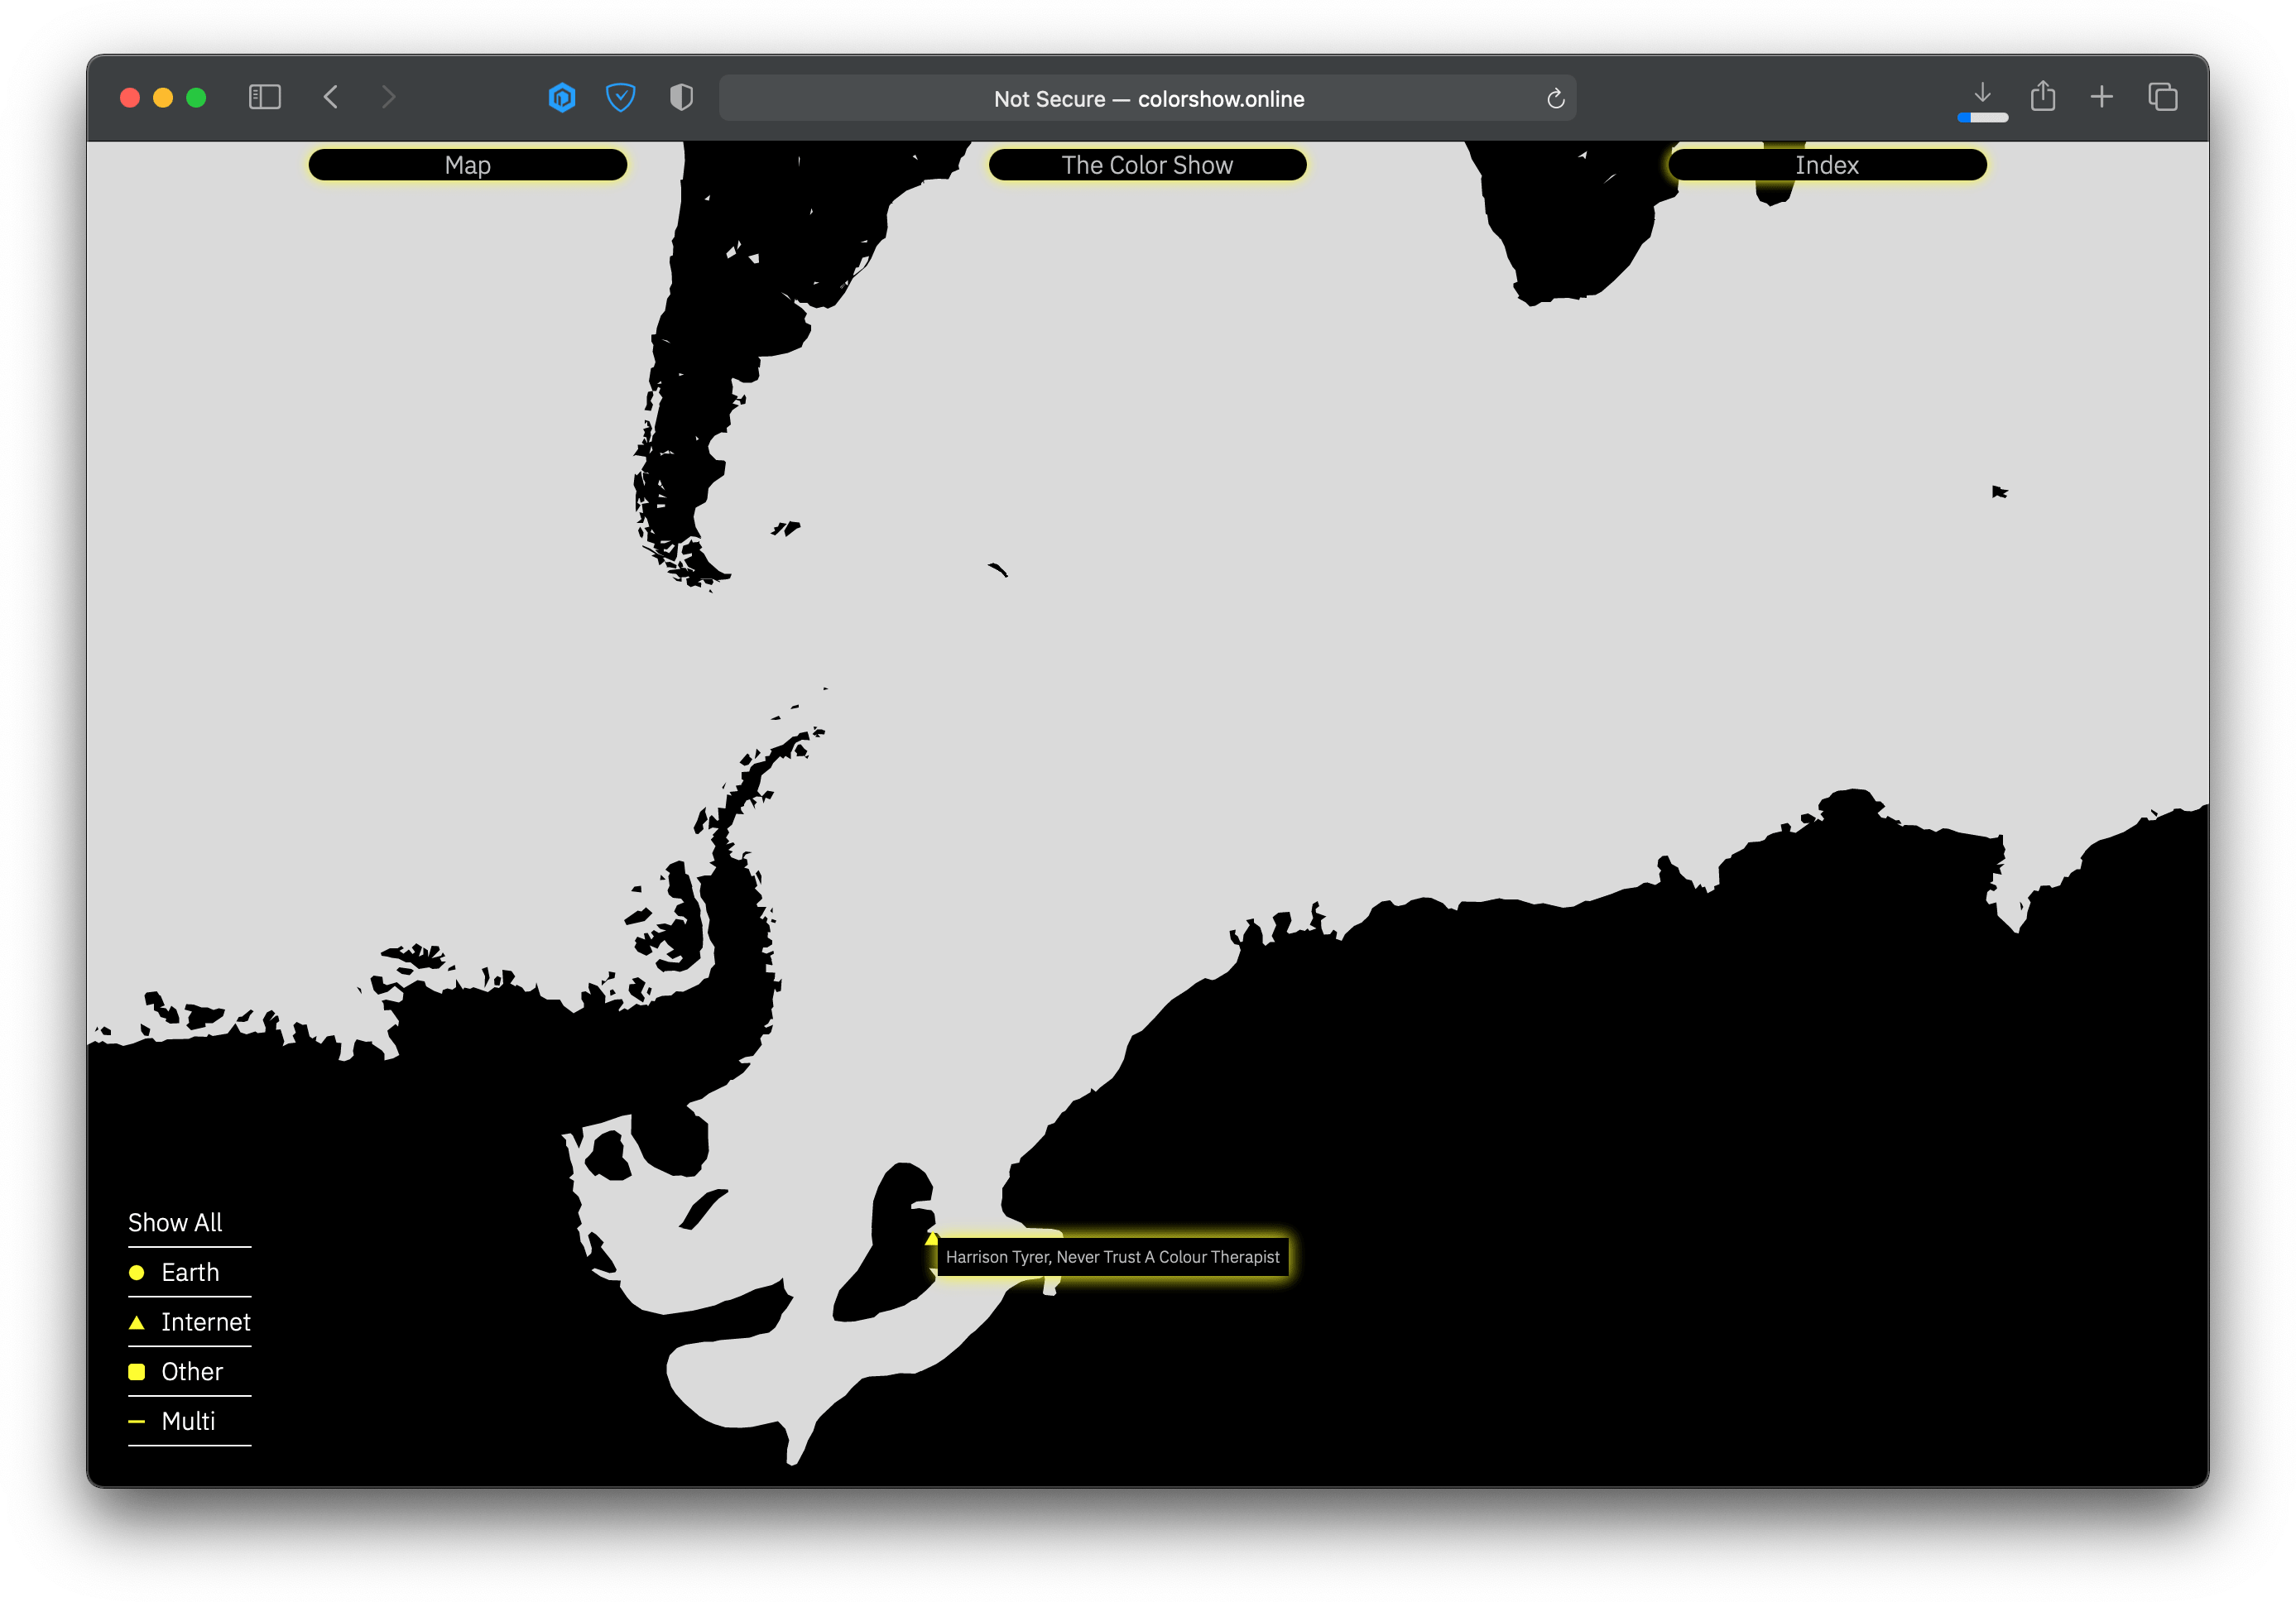 Not Secure — colorshow.online
Map
The Color Show
Index
Harrison Tyrer, Never Trust A Colour Therapist
Show All
Earth
Internet
Other
Multi